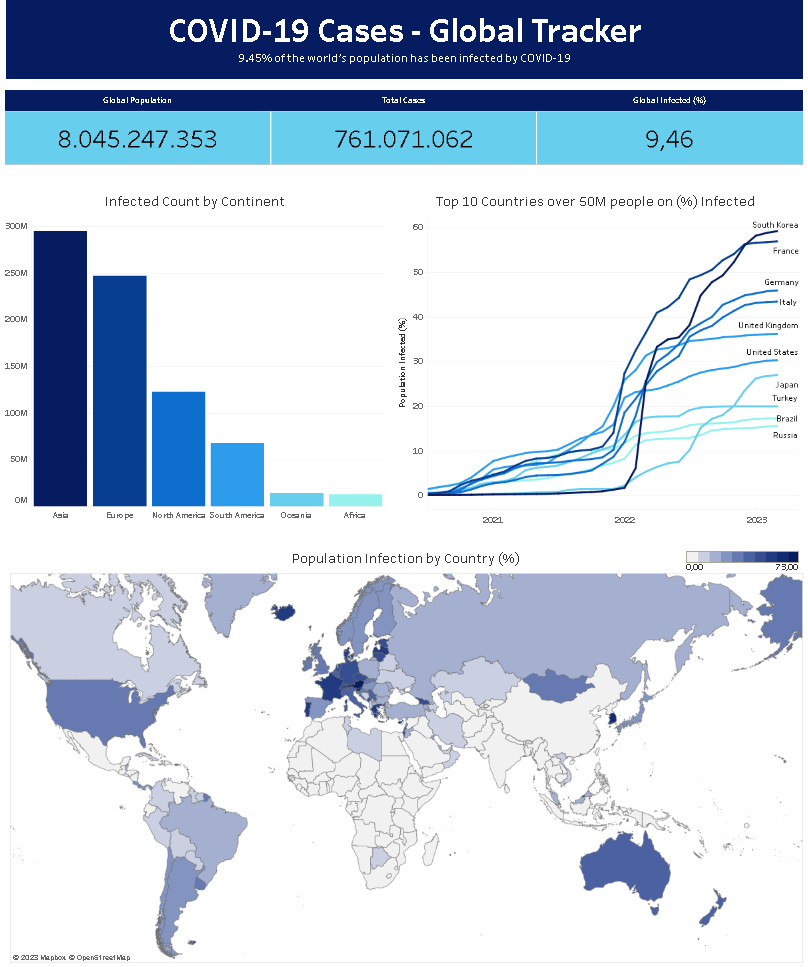 COVID-19 Cases - Global Tracker
9.45% of the world's population has been infected by COVID-19
Global Population
Total Cases
Global Infected (%)
8.045.247.353
761.071.062
9,46
Infected Count by Continent
300M
250M
200M
150M
100M
50M
0M
Asia
Europe
North America
South America
Oceania
Africa
Top 10 Countries over 50M people on (%) Infected
Population Infected (%)
60
50
40
30
20
10
0
South Korea
France
Germany
Italy
United Kingdom
United States
Japan
Turkey
Brazil
Russia
2021
2022
2023
Population Infection by Country (%)
0,00
73,00
© 2023 Mapbox © OpenStreetMap